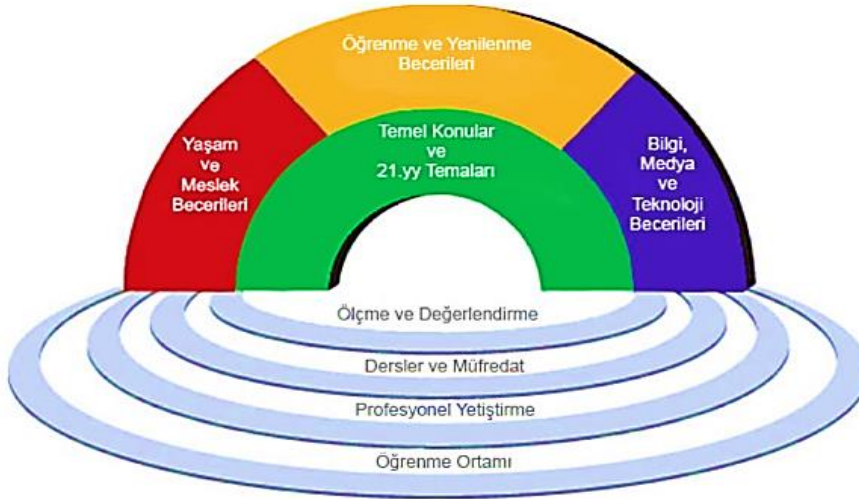 Öğrenme ve Yenilenme
Becerileri
Yaşam
ve
Meslek
Becerileri
Temel Konular
ve
21.yy Temaları
Bilgi,
Medya
ve
Teknoloji
Becerileri
Ölçme ve Değerlendirme
Dersler ve Müfredat
Profesyonel Yetiştirme
Öğrenme Ortamı